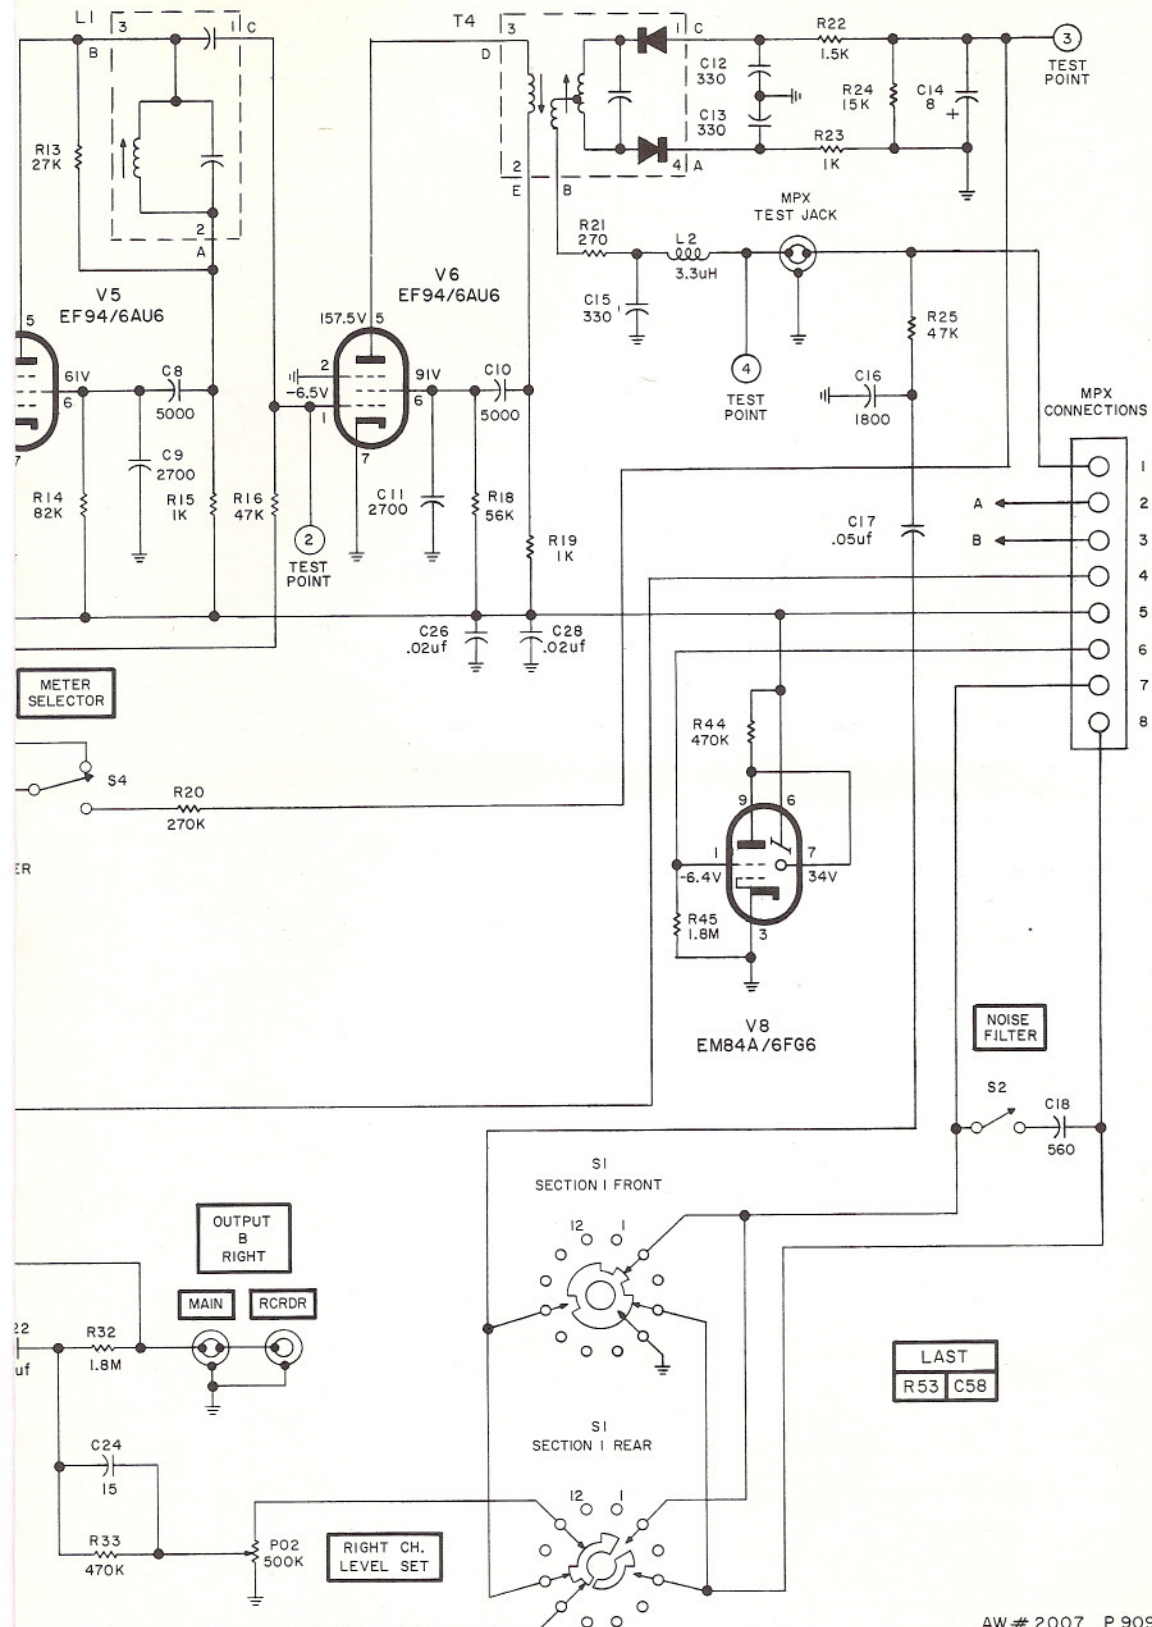 L1
3
1
C
B
R13
27K
2
A
T4
3
D
1
C
2
E
B
4
A
C12
330
C13
330
R22
1.5K
R24
15K
C14
8
+
R23
1K
3
TEST
POINT
MPX
TEST JACK
R21
270
L2
3.3uH
C15
330
4
TEST
POINT
R25
47K
C16
1800
V5
EF94/6AU6
5
61V
6
7
C8
5000
C9
2700
R14
82K
R15
1K
R16
47K
V6
EF94/6AU6
157.5V
5
2
-6.5V
1
91V
6
7
C10
5000
C11
2700
R18
56K
R19
1K
2
TEST
POINT
C17
.05uf
MPX
CONNECTIONS
1
A
2
B
3
4
5
6
7
8
C26
.02uf
C28
.02uf
METER
SELECTOR
S4
R20
270K
ER
R44
470K
9
6
1
-6.4V
7
34V
3
R45
1.8M
V8
EM84A/6FG6
NOISE
FILTER
S2
C18
560
S1
SECTION 1 FRONT
12
1
OUTPUT
B
RIGHT
MAIN
RCRDR
22
uf
R32
1.8M
LAST
R53
C58
S1
SECTION 1 REAR
12
1
C24
15
R33
470K
P02
500K
RIGHT CH.
LEVEL SET
AW# 2007 P 909